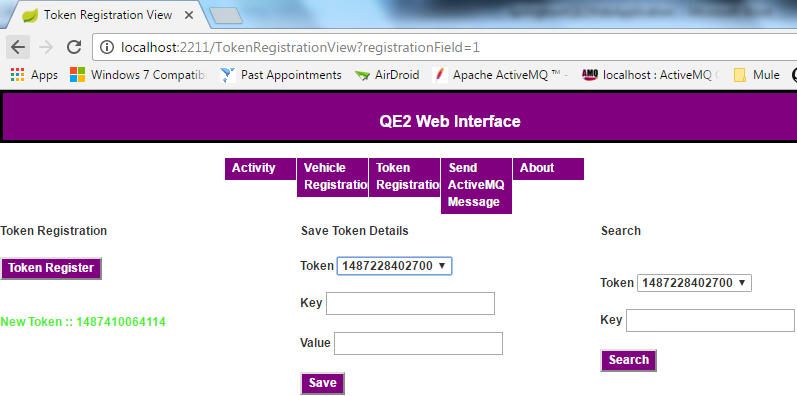 Token Registration View
localhost:2211/TokenRegistrationView?registrationField=1
Apps Windows 7 Compatib Past Appointments AirDroid Apache ActiveMQ ™ - localhost : ActiveMQ Mule
QE2 Web Interface
Activity
Vehicle
Registration
Token
Registration
Send
ActiveMQ
Message
About
Token Registration
Token Register
New Token :: 1487410064114
Save Token Details
Token 1487228402700
Key
Value
Save
Search
Token 1487228402700
Key
Search